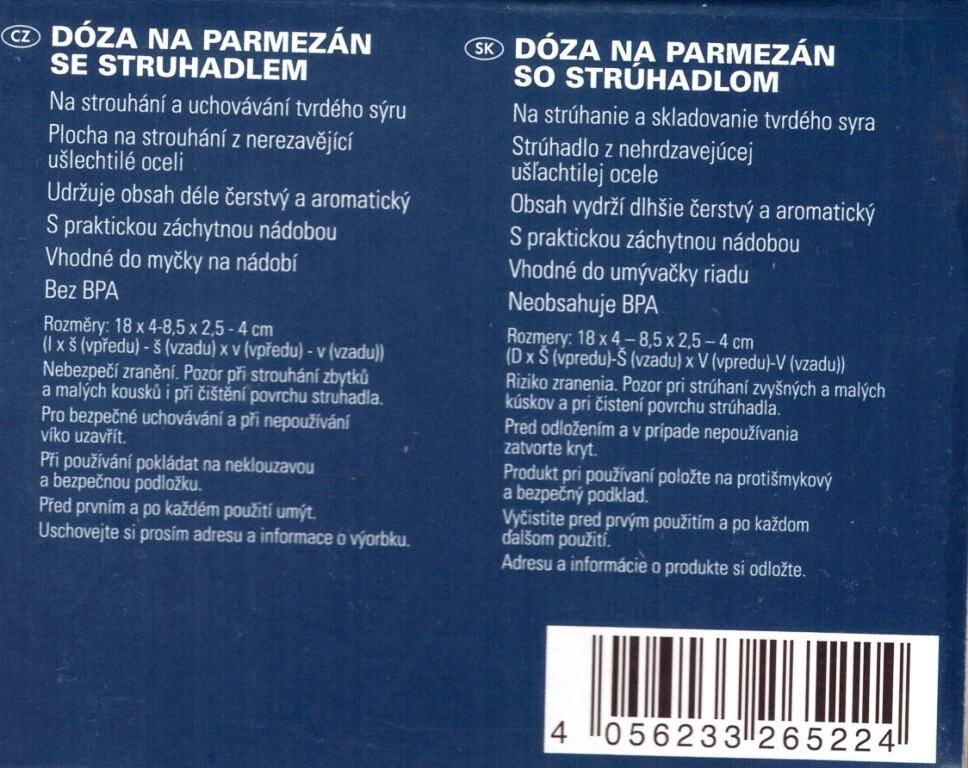 CZ DÓZA NA PARMEZÁN
SE STRUHADLEM
Na strouhání a uchovávání tvrdého sýru
Plocha na strouhání z nerezavějící
ušlechtilé oceli
Udržuje obsah déle čerstvý a aromatický
S praktickou záchytnou nádobou
Vhodné do myčky na nádobí
Bez BPA
Rozměry: 18 x 4-8,5 x 2,5 - 4 cm
(l x š (vpředu) - š (vzadu) x v (vpředu) - v (vzadu))
Nebezpečí zranění. Pozor při strouhání zbytků
a malých kousků i při čištění povrchu struhadla.
Pro bezpečné uchovávání a při nepoužívání
víko uzavřít.
Při používání pokládat na neklouzavou
a bezpečnou podložku.
Před prvním a po každém použití umýt.
Uschovejte si prosím adresu a informace o výorbku.
SK DÓZA NA PARMEZÁN
SO STRÚHADLOM
Na strúhanie a skladovanie tvrdého syra
Strúhadlo z nehrdzavejúcej
ušľachtilej ocele
Obsah vydrží dlhšie čerstvý a aromatický
S praktickou záchytnou nádobou
Vhodné do umývačky riadu
Neobsahuje BPA
Rozmery: 18 x 4 – 8,5 x 2,5 – 4 cm
(D x Š (vpredu)-Š (vzadu) x V (vpredu)-V (vzadu))
Riziko zranenia. Pozor pri strúhaní zvyšných a malých
kúskov a pri čistení povrchu strúhadla.
Pred odložením a v prípade nepoužívania
zatvorte kryt.
Produkt pri používaní položte na protišmykový
a bezpečný podklad.
Vyčistite pred prvým použitím a po každom
ďalšom použití.
Adresu a informácie o produkte si odložte.
4 056233 265224